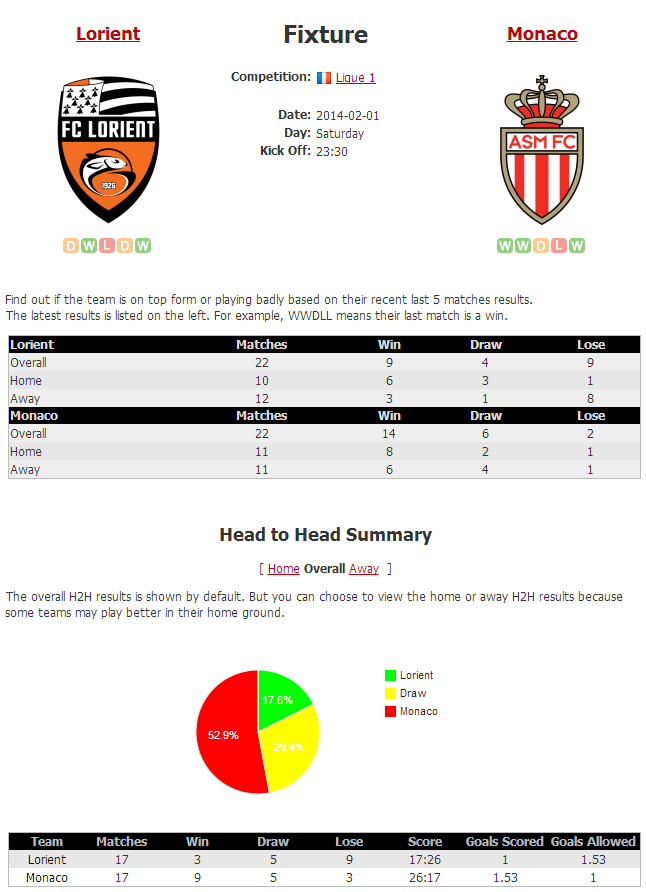 Lorient Fixture Monaco
Competition: Ligue 1
FC LORIENT
1926
ASM FC
Date: 2014-02-01
Day: Saturday
Kick Off: 23:30
D W L D W
W W D L W
Find out if the team is on top form or playing badly based on their recent last 5 matches results.
The latest results is listed on the left. For example, WWDLL means their last match is a win.
Lorient Matches Win Draw Lose
Overall 22 9 4 9
Home 10 6 3 1
Away 12 3 1 8
Monaco Matches Win Draw Lose
Overall 22 14 6 2
Home 11 8 2 1
Away 11 6 4 1
Head to Head Summary
[ Home Overall Away ]
The overall H2H results is shown by default. But you can choose to view the home or away H2H results because
some teams may play better in their home ground.
17.6%
52.9%
29.4%
Lorient
Draw
Monaco
Team Matches Win Draw Lose Score Goals Scored Goals Allowed
Lorient 17 3 5 9 17:26 1 1.53
Monaco 17 9 5 3 26:17 1.53 1